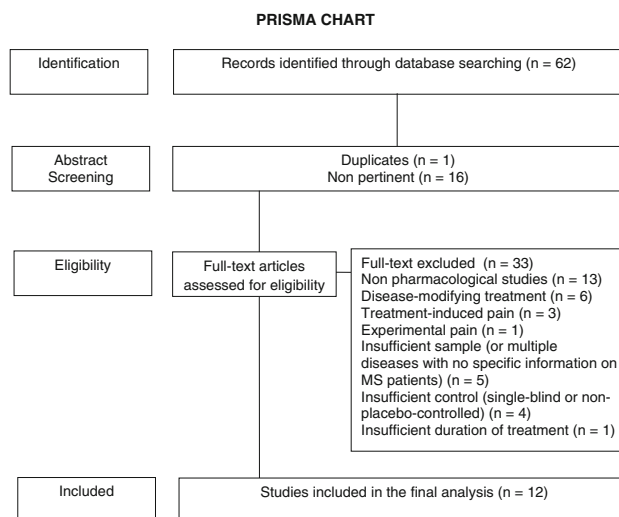 PRISMA CHART
Identification
Records identified through database searching (n = 62)
Abstract
Screening
Duplicates (n = 1)
Non pertinent (n = 16)
Eligibility
Full-text articles
assessed for eligibility
Full-text excluded (n = 33)
Non pharmacological studies (n = 13)
Disease-modifying treatment (n = 6)
Treatment-induced pain (n = 3)
Experimental pain (n = 1)
Insufficient sample (or multiple
diseases with no specific information on
MS patients) (n = 5)
Insufficient control (single-blind or non-
placebo-controlled) (n = 4)
Insufficient duration of treatment (n = 1)
Included
Studies included in the final analysis (n = 12)